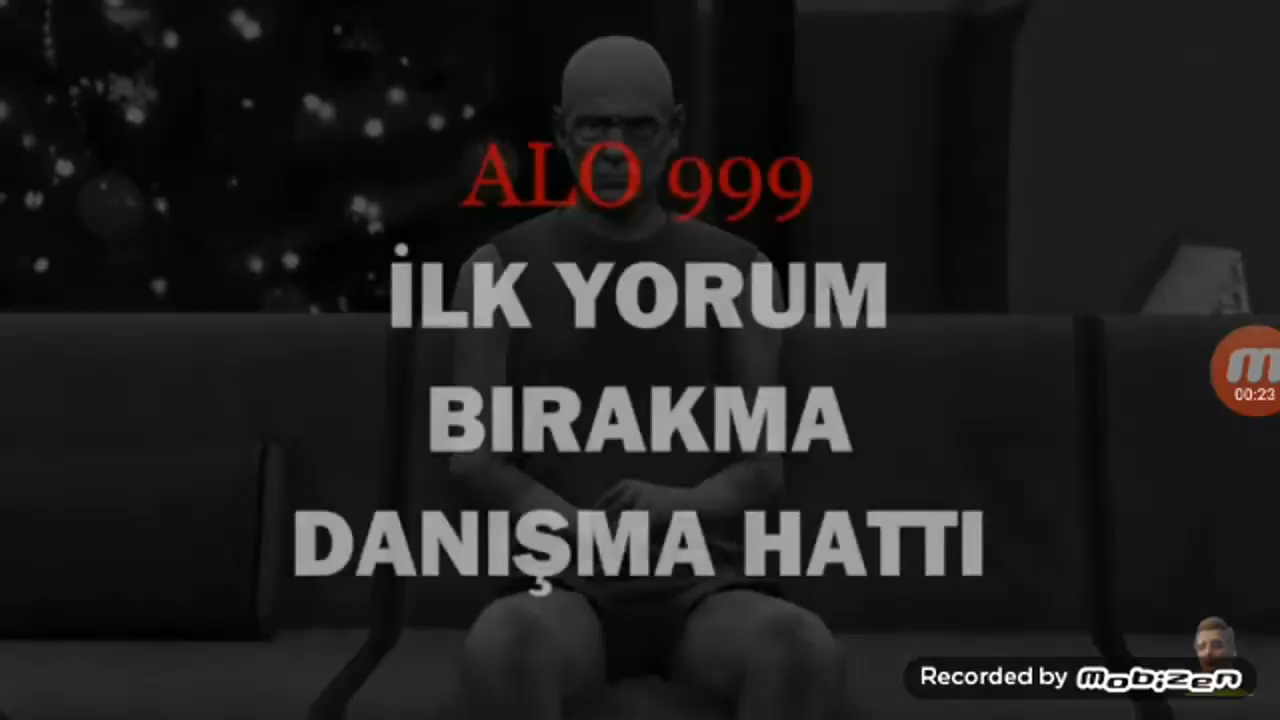 ALO 999
İLK YORUM
BIRAKMA
DANIŞMA HATTI
00:23
Recorded by mobizen